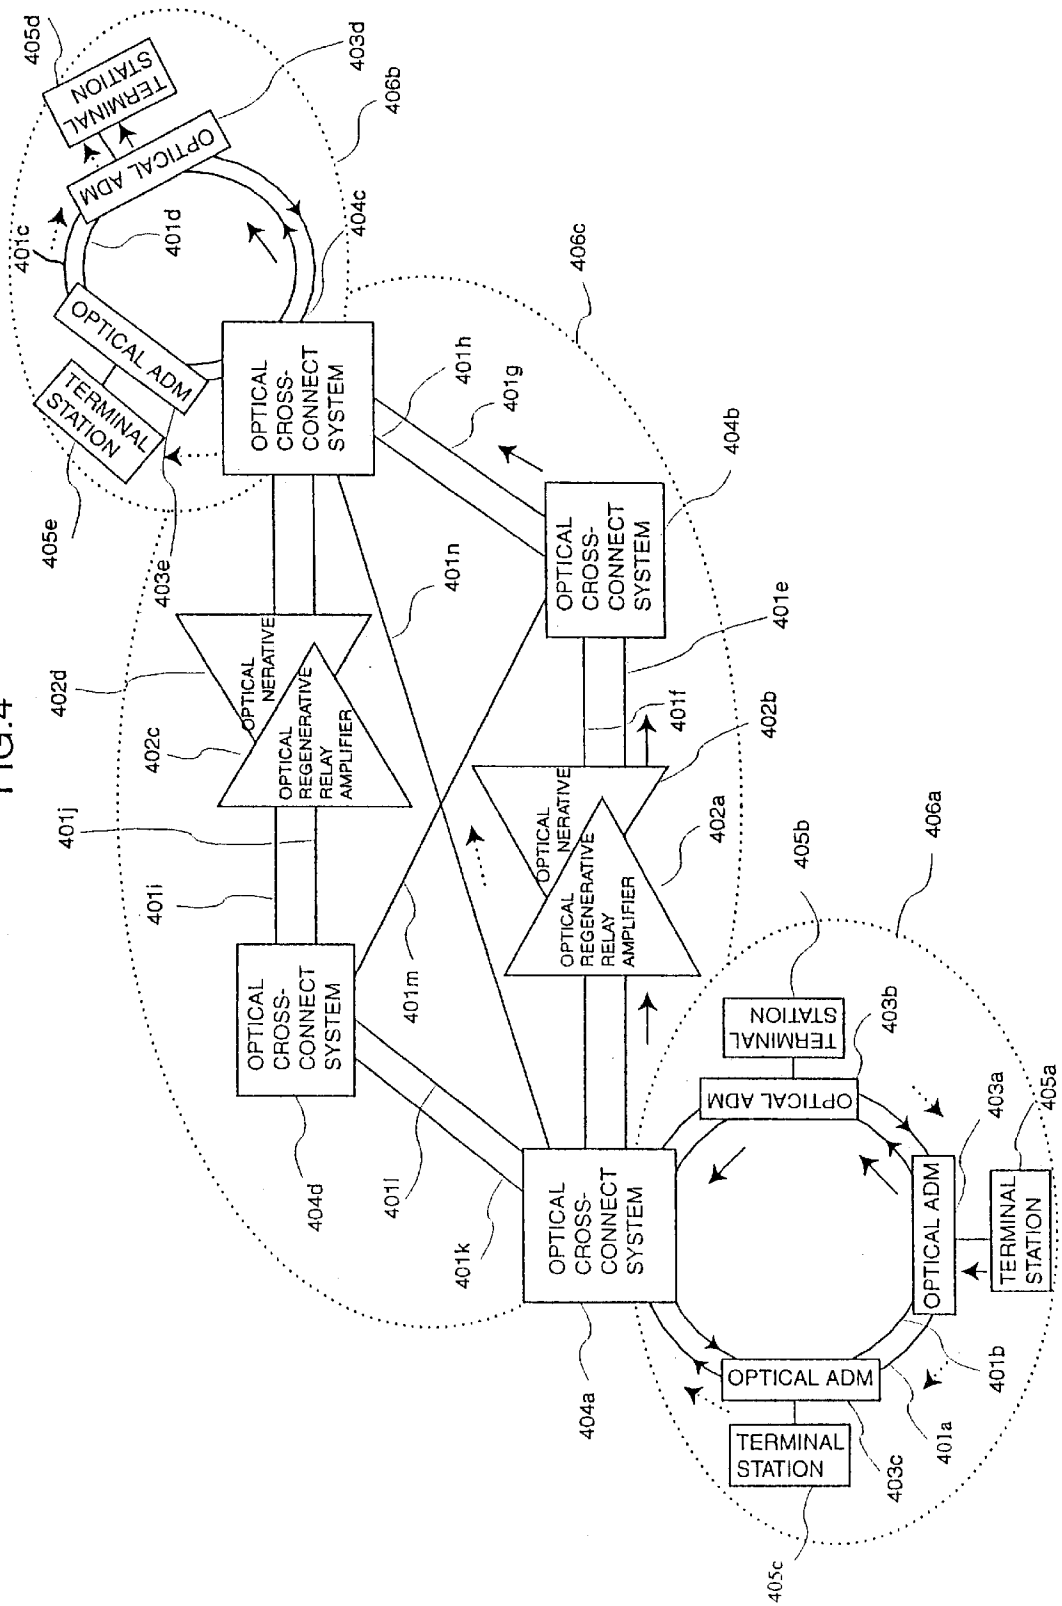 FIG.4
405d
TERMINAL
STATION
403d
OPTICAL ADM
406b
401c
401d
404c
OPTICAL ADM
TERMINAL
STATION
405e
403e
OPTICAL
CROSS-
CONNECT
SYSTEM
401h
401g
406c
404b
OPTICAL
CROSS-
CONNECT
SYSTEM
401n
402d
OPTICAL
NERATIVE
402c
OPTICAL
REGENERATIVE
RELAY
AMPLIFIER
401j
401i
401e
401f
402b
OPTICAL
NERATIVE
402a
OPTICAL
REGENERATIVE
RELAY
AMPLIFIER
401m
OPTICAL
CROSS-
CONNECT
SYSTEM
404d
401l
401k
OPTICAL
CROSS-
CONNECT
SYSTEM
404a
406a
405b
TERMINAL
STATION
403b
OPTICAL ADM
403a
405a
OPTICAL ADM
TERMINAL
STATION
401b
401a
OPTICAL ADM
403c
TERMINAL
STATION
405c